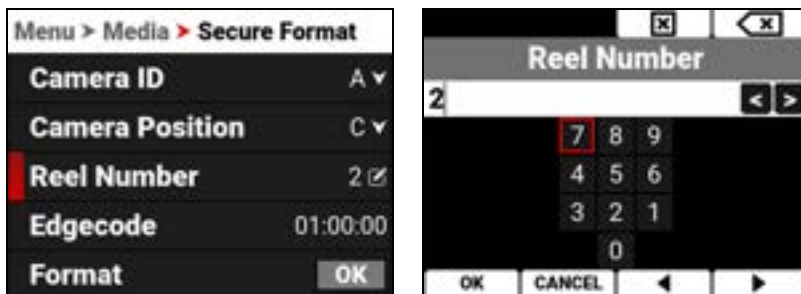 Menu > Media > Secure Format
Camera ID A
Camera Position C
Reel Number 2
Edgecode 01:00:00
Format OK
Reel Number
2 < >
7 8 9
4 5 6
3 2 1
0
OK CANCEL